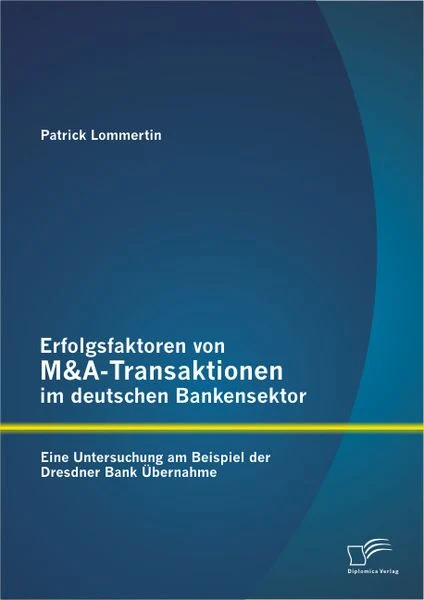 Patrick Lommertin
Erfolgsfaktoren von
M&A-Transaktionen
im deutschen Bankensektor
Eine Untersuchung am Beispiel der
Dresdner Bank Übernahme
Diplomica Verlag